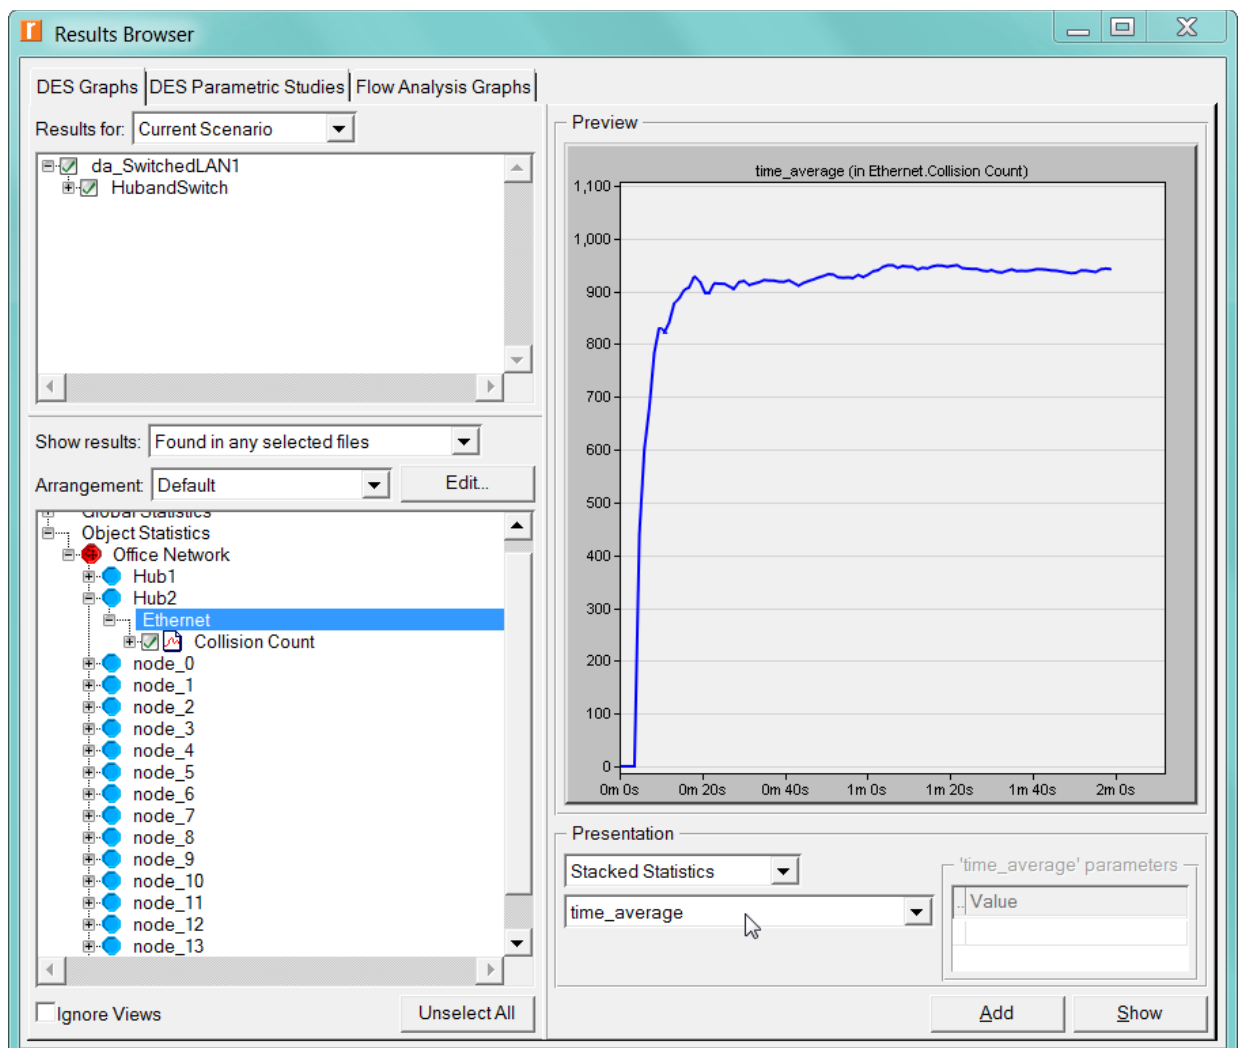 Results Browser
DES Graphs DES Parametric Studies Flow Analysis Graphs
Results for: Current Scenario
da_SwitchedLAN1
HubandSwitch
Show results: Found in any selected files
Arrangement: Default Edit...
Global Statistics
Object Statistics
Office Network
Hub1
Hub2
Ethernet
Collision Count
node_0
node_1
node_2
node_3
node_4
node_5
node_6
node_7
node_8
node_9
node_10
node_11
node_12
node_13
Ignore Views Unselect All
Preview
time_average (in Ethernet.Collision Count)
1,100
1,000
900
800
700
600
500
400
300
200
100
0
0m 0s 0m 20s 0m 40s 1m 0s 1m 20s 1m 40s 2m 0s
Presentation
Stacked Statistics
time_average
'time_average' parameters
.. Value
Add Show